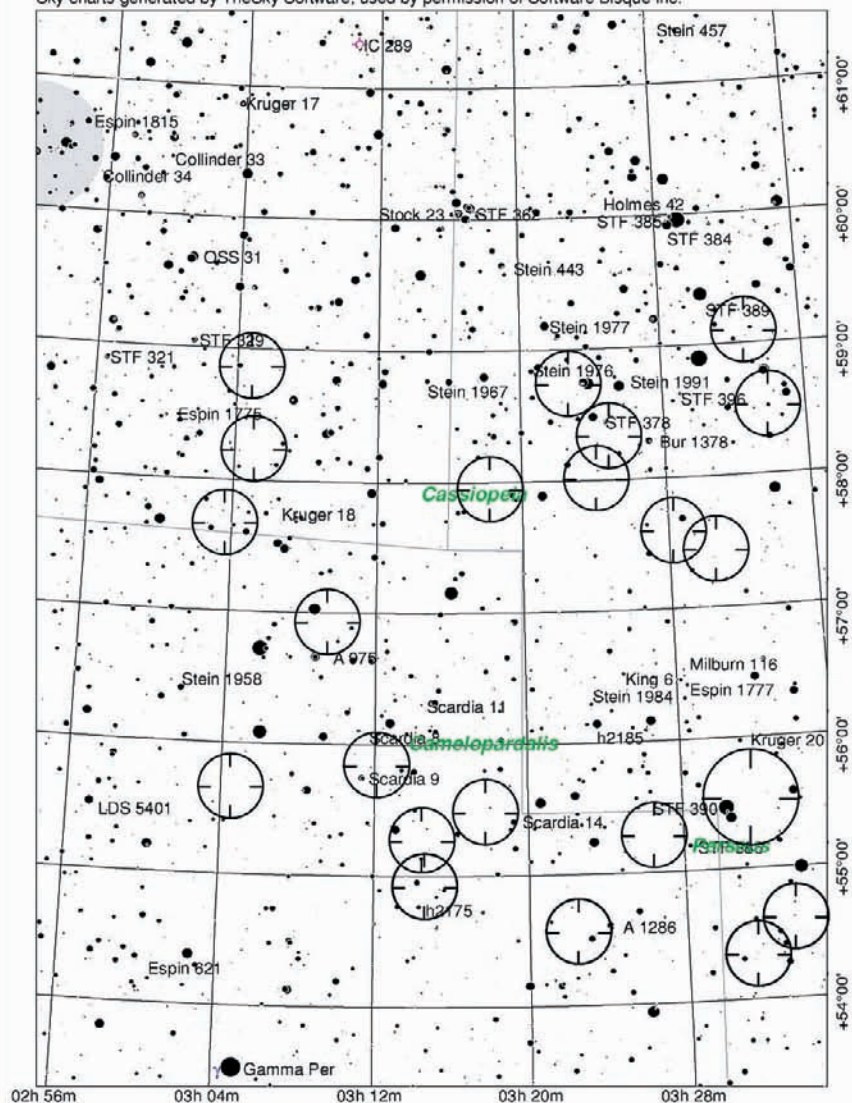 Sky charts generated by TheSky Software, used by permission of Software Bisque Inc.
Stein 457
IC 289
+61°00'
Kruger 17
Espin 1815
Collinder 33
Collinder 34
Holmes 42
+60°00'
Stock 23
STF 362
STF 385
STF 384
OSS 31
Stein 443
STF 389
Stein 1977
+59°00'
STF 329
STF 321
Stein 1976
Stein 1991
Stein 1967
STF 396
Espin 1775
STF 378
Bur 1378
+58°00'
Cassiopeia
Kruger 18
+57°00'
A 975
Milburn 116
Stein 1958
King 6
Espin 1777
Stein 1984
Scardia 11
+56°00'
h2185
Kruger 20
Scardia
Camelopardalis
Scardia 9
LDS 5401
STF 390
Scardia 14
Perseus
+55°00'
h2175
A 1286
Espin 621
+54°00'
γ Gamma Per
02h 56m 03h 04m 03h 12m 03h 20m 03h 28m